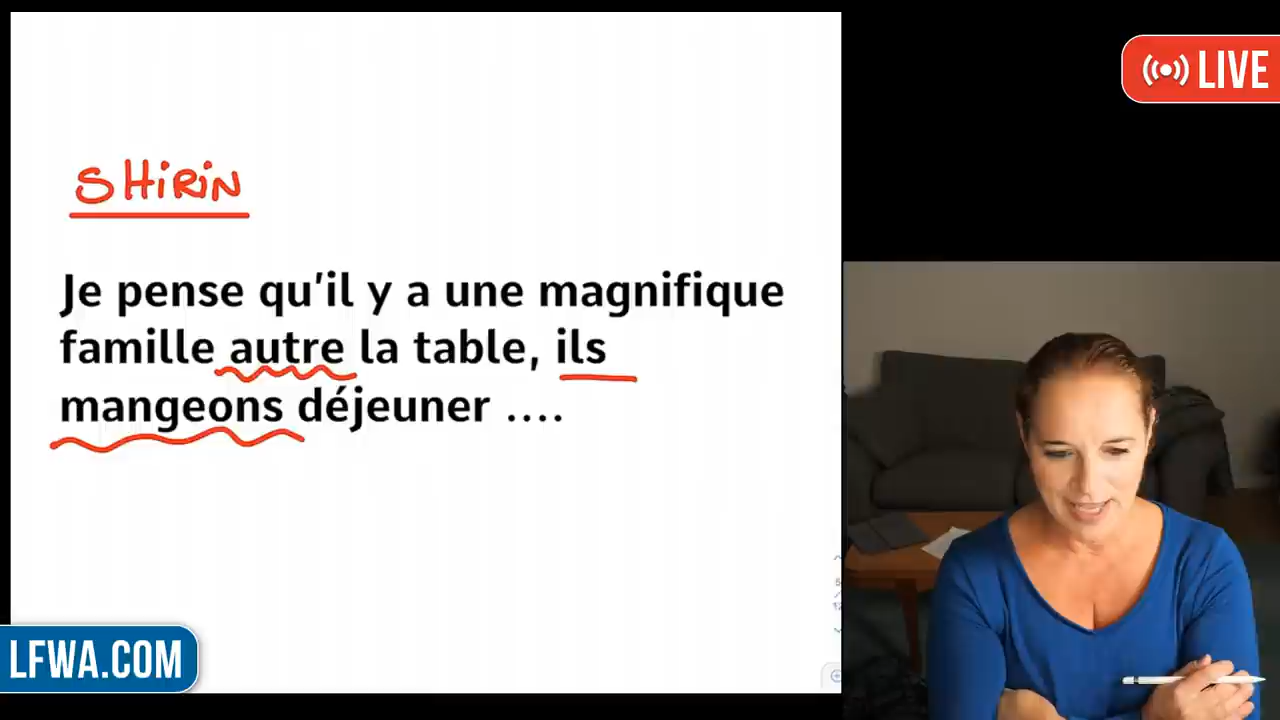 LIVE
SHiRiN
Je pense qu'il y a une magnifique
famille autre la table, ils
mangeons déjeuner ....
LFWA.COM